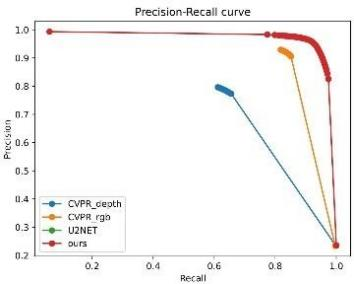 Precision-Recall curve
1.0
0.9
0.8
0.7
0.6
0.5
0.4
0.3
0.2
Precision
CVPR_depth
CVPR_rgb
U2NET
ours
0.2 0.4 0.6 0.8 1.0
Recall